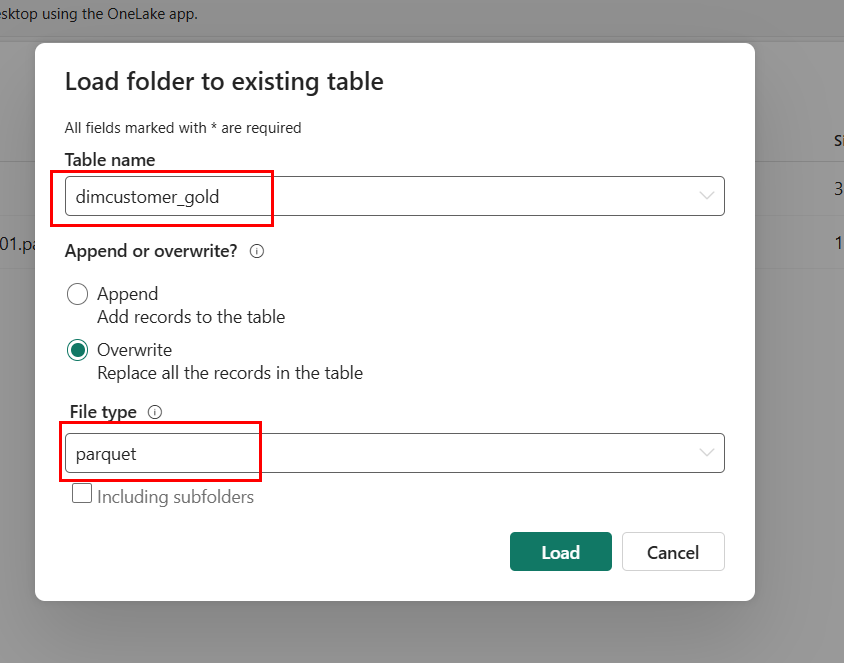 desktop using the OneLake app.
Load folder to existing table
All fields marked with * are required
Table name
dimcustomer_gold
Append or overwrite?
Append
Add records to the table
Overwrite
Replace all the records in the table
File type
parquet
Including subfolders
Load
Cancel
01.pa
3
1